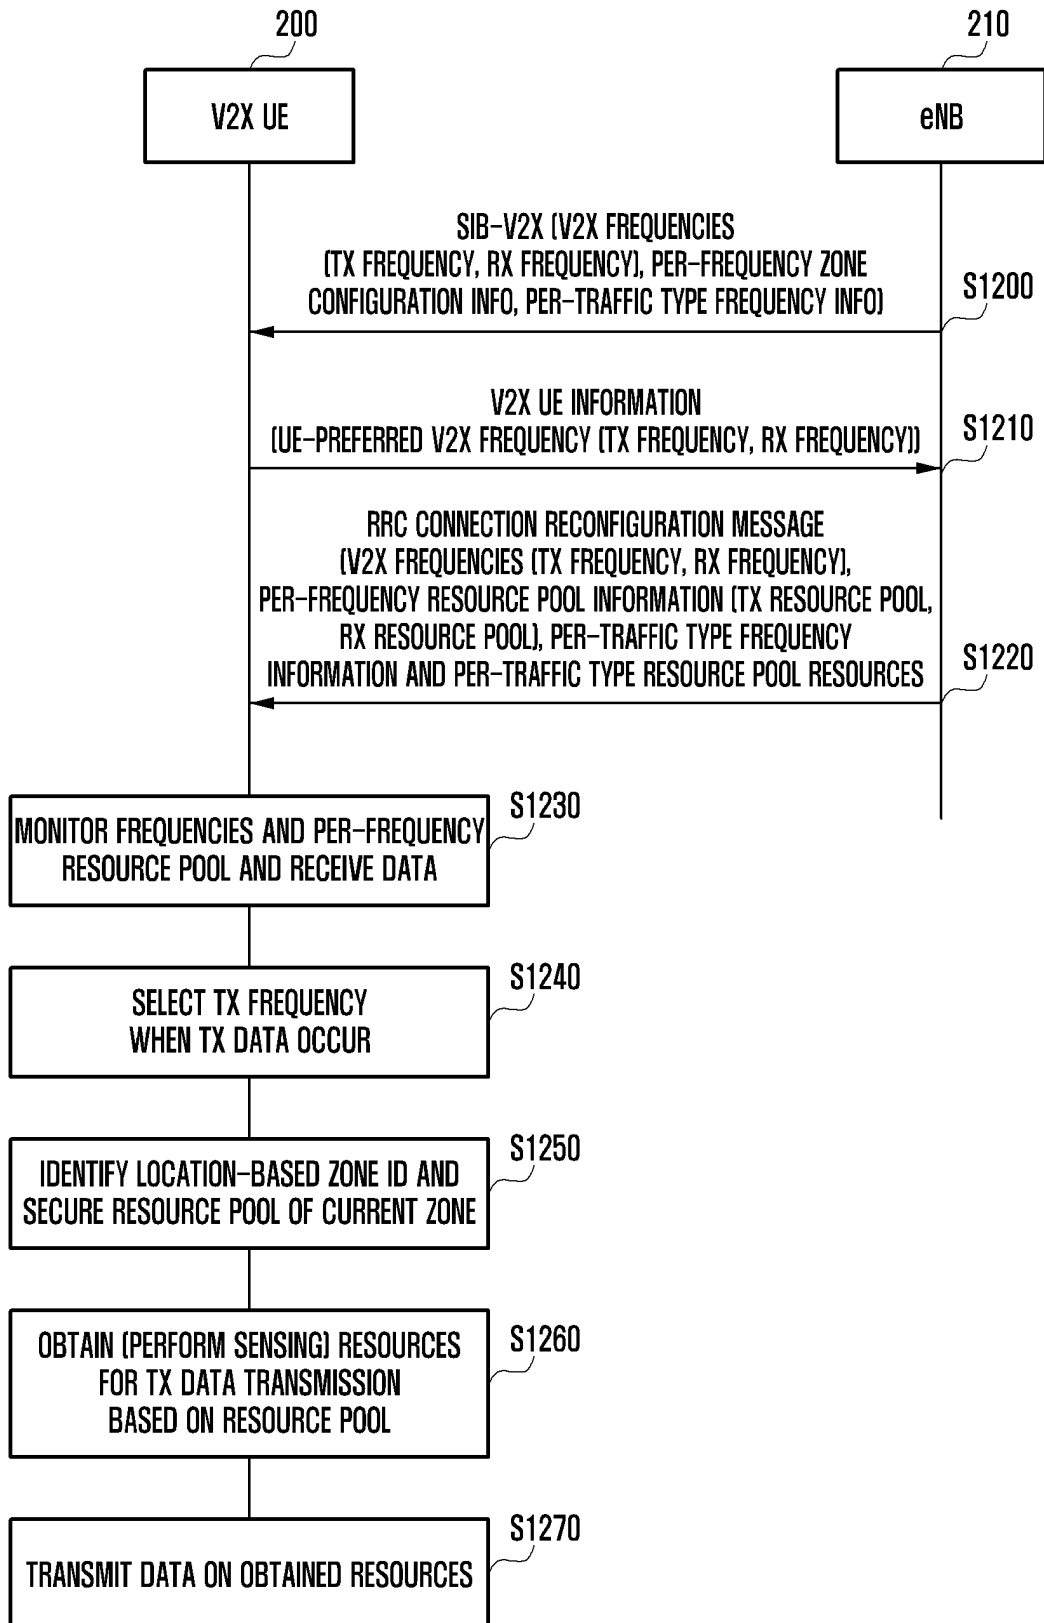 200
210
V2X UE
eNB
SIB-V2X (V2X FREQUENCIES
(TX FREQUENCY, RX FREQUENCY), PER-FREQUENCY ZONE
CONFIGURATION INFO, PER-TRAFFIC TYPE FREQUENCY INFO)
S1200
V2X UE INFORMATION
(UE-PREFERRED V2X FREQUENCY (TX FREQUENCY, RX FREQUENCY))
S1210
RRC CONNECTION RECONFIGURATION MESSAGE
(V2X FREQUENCIES (TX FREQUENCY, RX FREQUENCY),
PER-FREQUENCY RESOURCE POOL INFORMATION (TX RESOURCE POOL,
RX RESOURCE POOL), PER-TRAFFIC TYPE FREQUENCY
INFORMATION AND PER-TRAFFIC TYPE RESOURCE POOL RESOURCES
S1220
MONITOR FREQUENCIES AND PER-FREQUENCY
RESOURCE POOL AND RECEIVE DATA
S1230
SELECT TX FREQUENCY
WHEN TX DATA OCCUR
S1240
IDENTIFY LOCATION-BASED ZONE ID AND
SECURE RESOURCE POOL OF CURRENT ZONE
S1250
OBTAIN (PERFORM SENSING) RESOURCES
FOR TX DATA TRANSMISSION
BASED ON RESOURCE POOL
S1260
TRANSMIT DATA ON OBTAINED RESOURCES
S1270